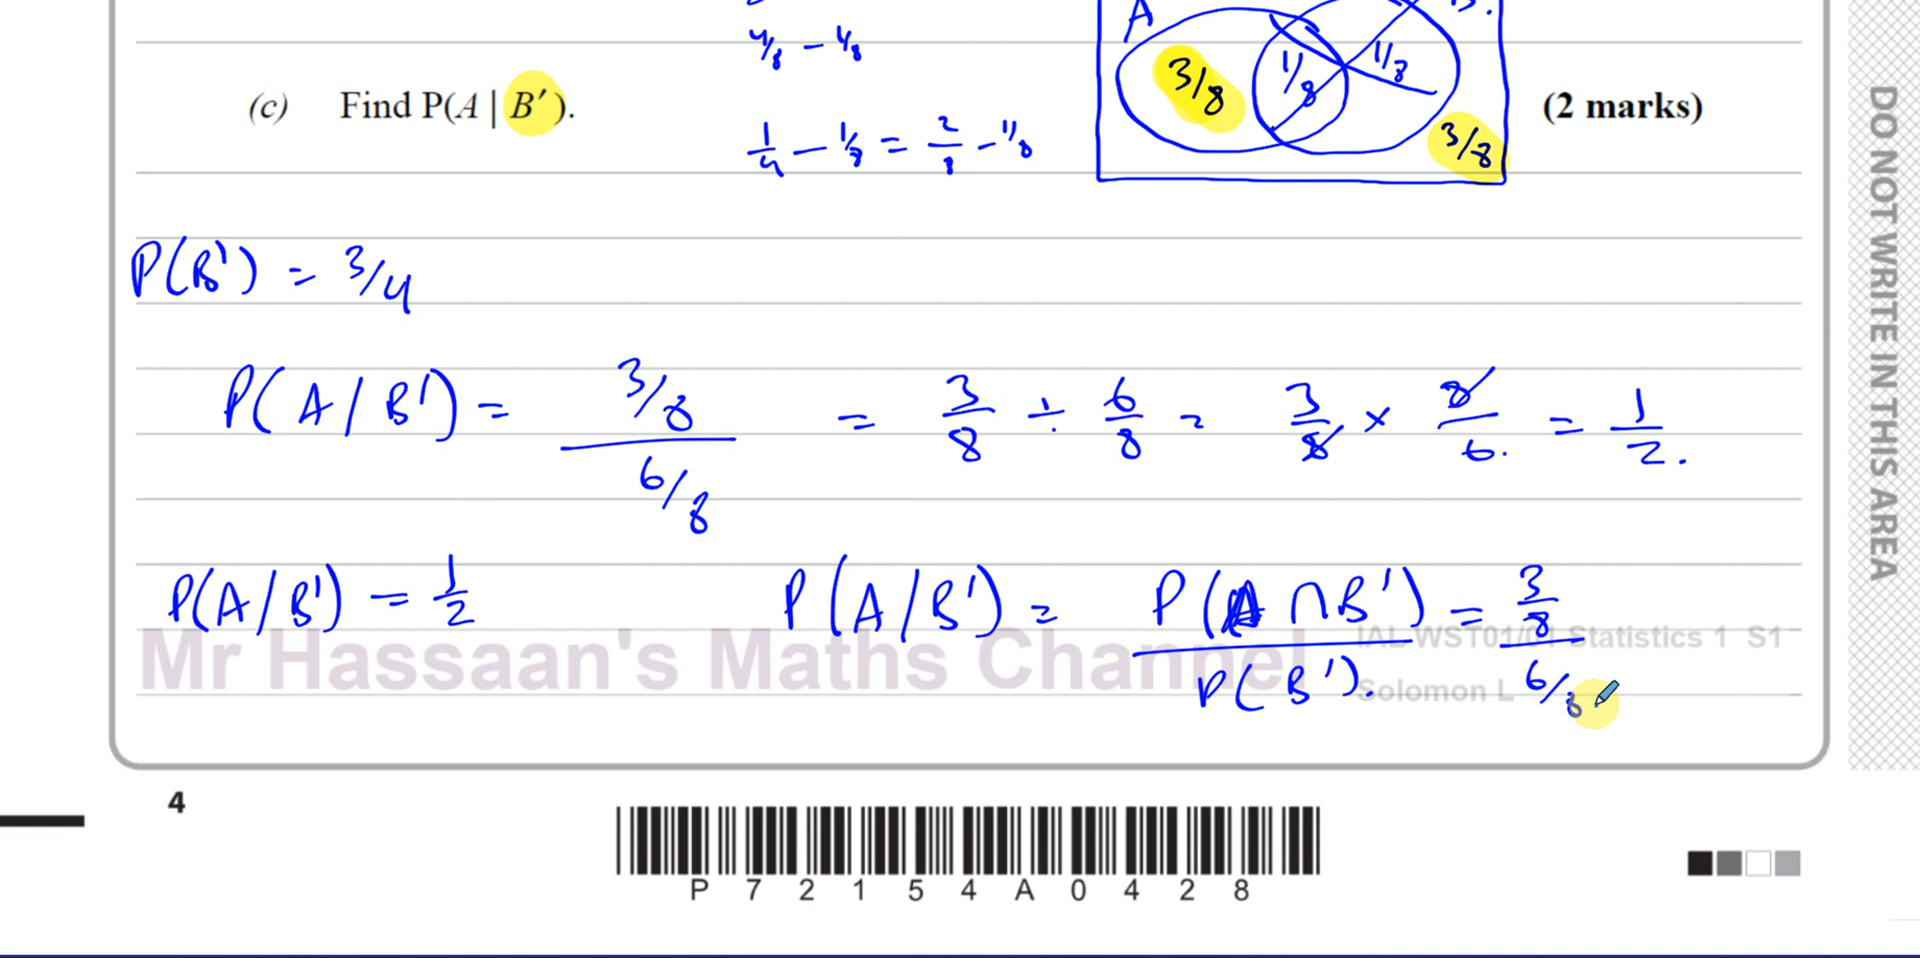 4/8 - 1/8
A
B.
3/8
1/8
1/8
3/8
(c) Find P(A | B′). (2 marks)
1/4 - 1/8 = 2/8 - 1/8
P(B') = 3/4
P(A/B') = 3/8 / 6/8 = 3/8 ÷ 6/8 = 3/8 × 8/6. = 1/2.
P(A/B') = 1/2
P(A/B') = P(A∩B') / P(B'). = 3/8 / 6/8
Mr Hassaan's Maths Channel
IAL WST01/01 Statistics 1 S1
Solomon L
DO NOT WRITE IN THIS AREA
4
P 7 2 1 5 4 A 0 4 2 8